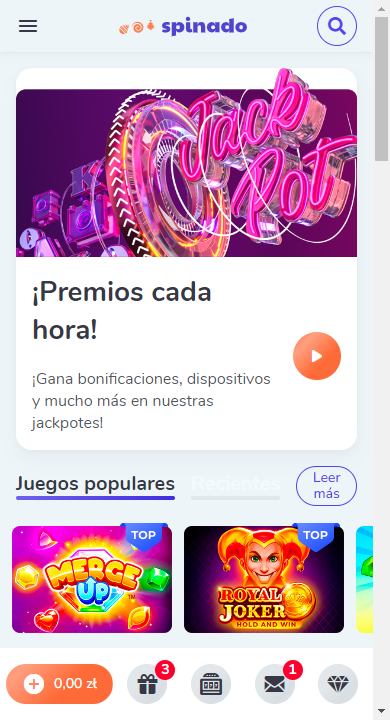 spinado
Jack
Pot
¡Premios cada
hora!
¡Gana bonificaciones, dispositivos
y mucho más en nuestras
jackpotes!
Juegos populares
Recientes
Leer
más
TOP
TOP
MERGE
UP
TM
ROYAL
JOKER
HOLD AND WIN
0,00 zł
3
1